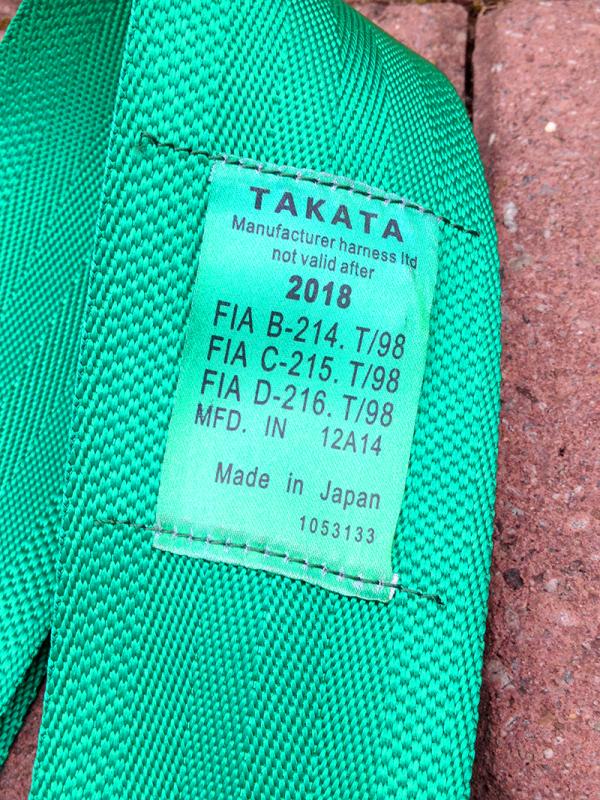 TAKATA
Manufacturer harness ltd
not valid after
2018
FIA B-214. T/98
FIA C-215. T/98
FIA D-216. T/98
MFD. IN 12A14
Made in Japan
1053133